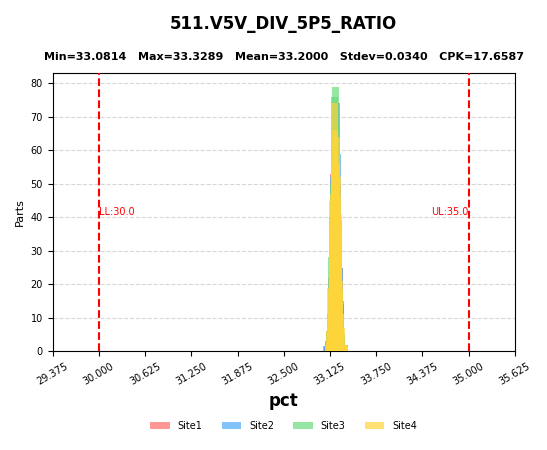 511.V5V_DIV_5P5_RATIO
Min=33.0814 Max=33.3289 Mean=33.2000 Stdev=0.0340 CPK=17.6587
80
70
60
50
40
30
20
10
0
Parts
LL:30.0
UL:35.0
29.375 30.000 30.625 31.250 31.875 32.500 33.125 33.750 34.375 35.000 35.625
pct
Site1 Site2 Site3 Site4